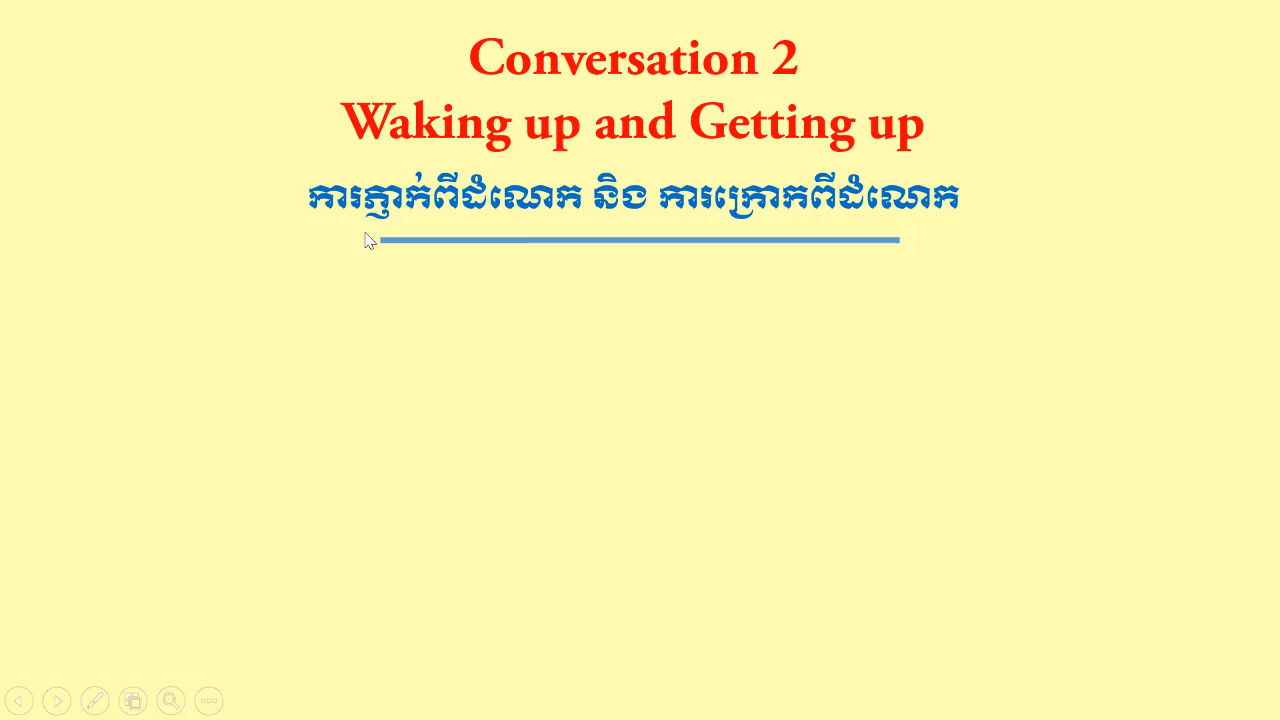 Conversation 2
Waking up and Getting up
ការភ្ញាក់ពីដំណេក និង ការក្រោកពីដំណេក